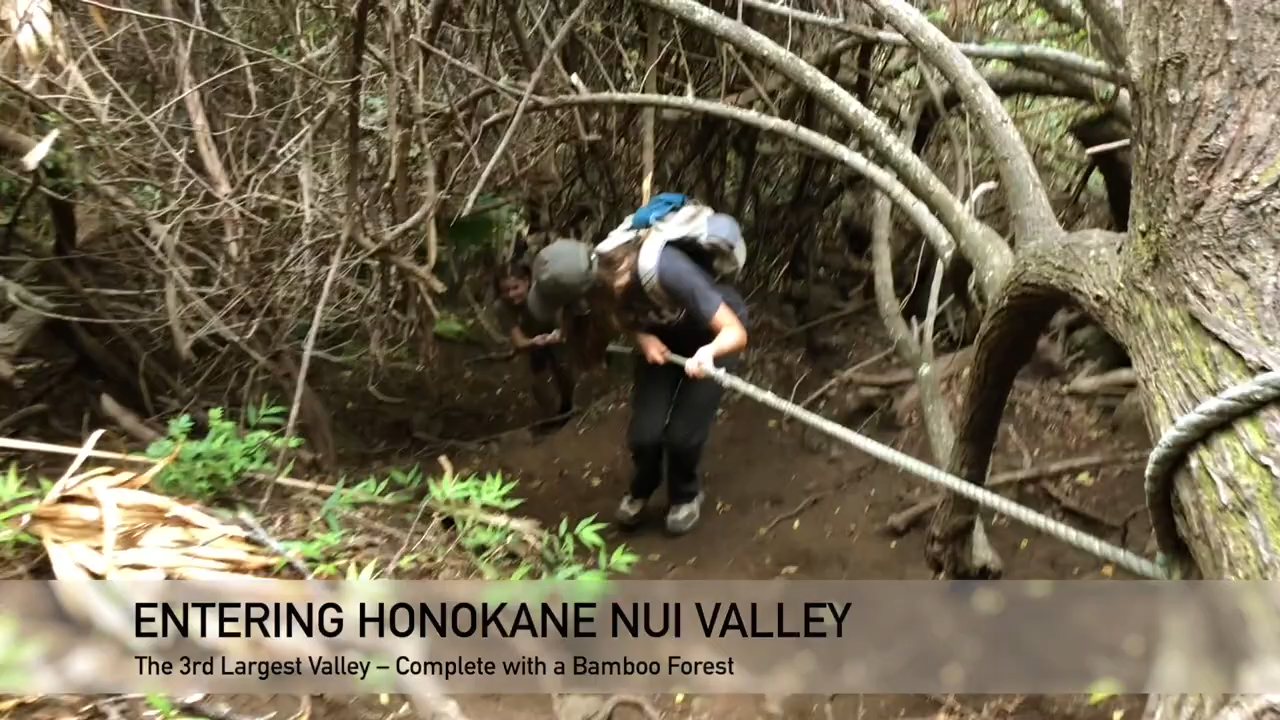 ENTERING HONOKANE NUI VALLEY
The 3rd Largest Valley – Complete with a Bamboo Forest